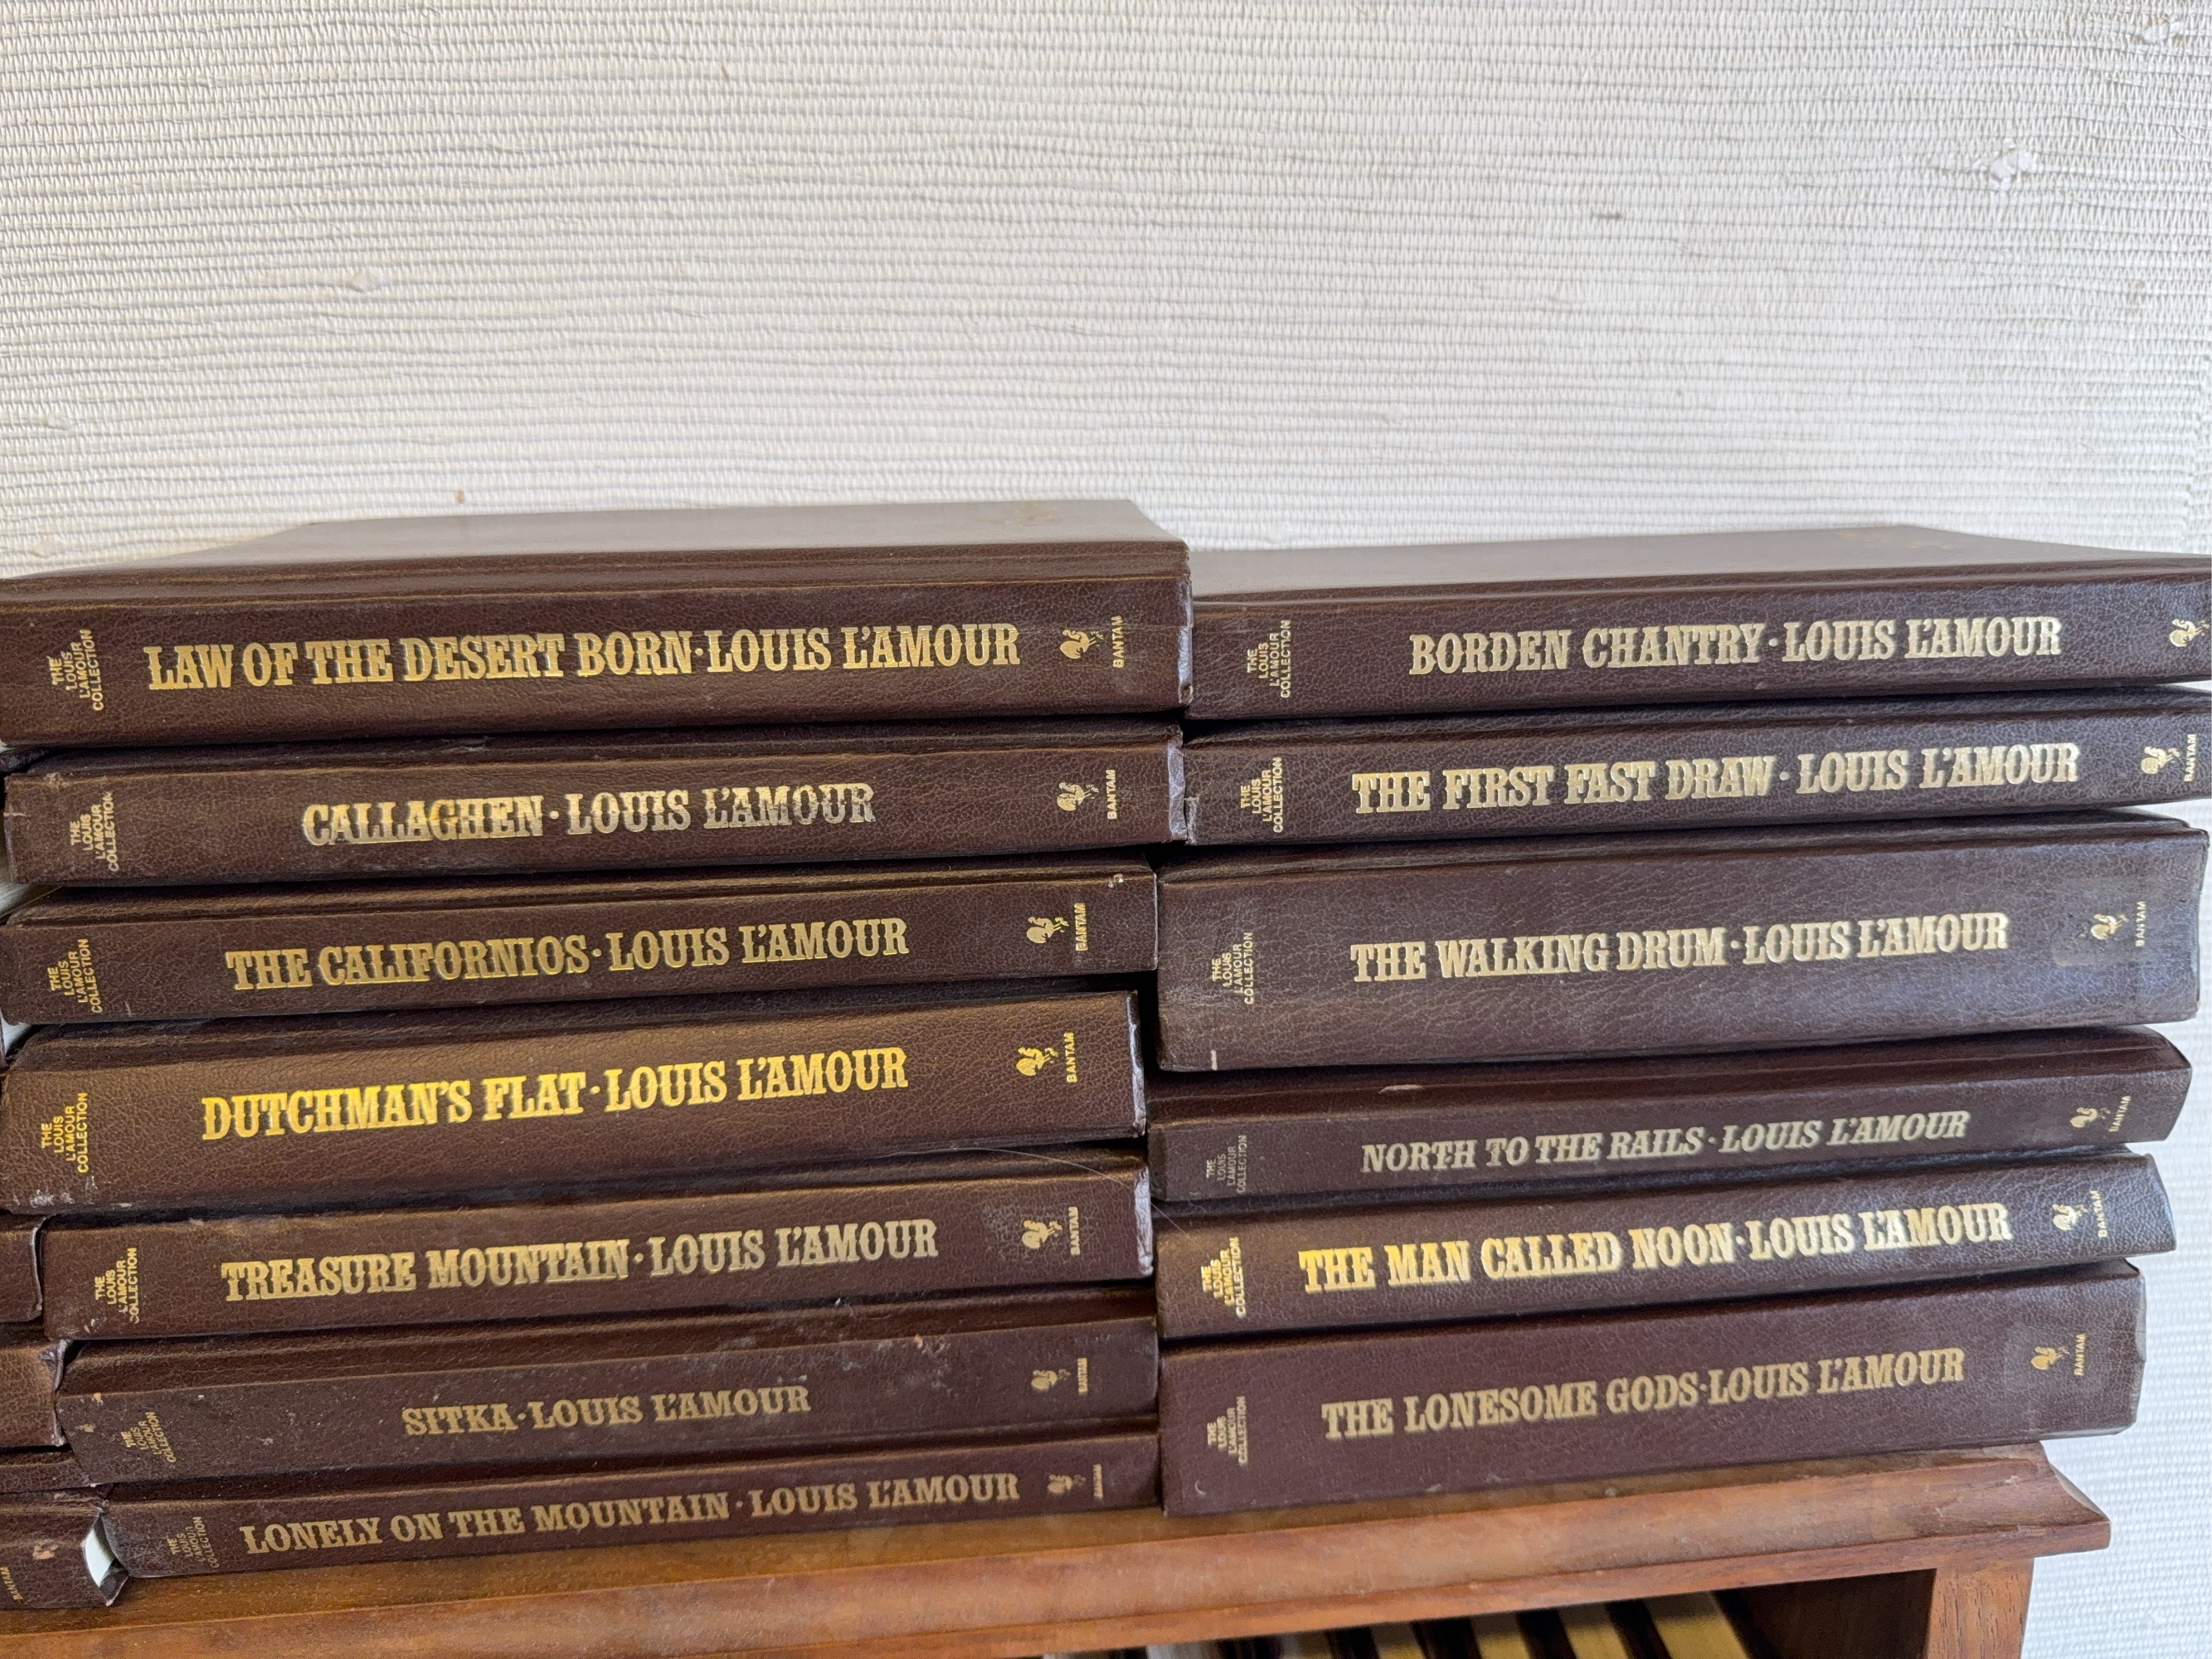 THE
LOUIS
L'AMOUR
COLLECTION
LAW OF THE DESERT BORN·LOUIS L'AMOUR
BANTAM
THE
LOUIS
L'AMOUR
COLLECTION
CALLAGHEN·LOUIS L'AMOUR
BANTAM
THE
LOUIS
L'AMOUR
COLLECTION
THE CALIFORNIOS·LOUIS L'AMOUR
BANTAM
THE
LOUIS
L'AMOUR
COLLECTION
DUTCHMAN'S FLAT·LOUIS L'AMOUR
BANTAM
THE
LOUIS
L'AMOUR
COLLECTION
TREASURE MOUNTAIN·LOUIS L'AMOUR
BANTAM
THE
LOUIS
L'AMOUR
COLLECTION
SITKA·LOUIS L'AMOUR
BANTAM
THE
LOUIS
L'AMOUR
COLLECTION
LONELY ON THE MOUNTAIN·LOUIS L'AMOUR
BANTAM
BANTAM
THE
LOUIS
L'AMOUR
COLLECTION
BORDEN CHANTRY·LOUIS L'AMOUR
THE
LOUIS
L'AMOUR
COLLECTION
THE FIRST FAST DRAW·LOUIS L'AMOUR
BANTAM
THE
LOUIS
L'AMOUR
COLLECTION
THE WALKING DRUM·LOUIS L'AMOUR
BANTAM
THE
LOUIS
L'AMOUR
COLLECTION
NORTH TO THE RAILS·LOUIS L'AMOUR
BANTAM
THE
LOUIS
L'AMOUR
COLLECTION
THE MAN CALLED NOON·LOUIS L'AMOUR
BANTAM
THE
LOUIS
L'AMOUR
COLLECTION
THE LONESOME GODS·LOUIS L'AMOUR
BANTAM